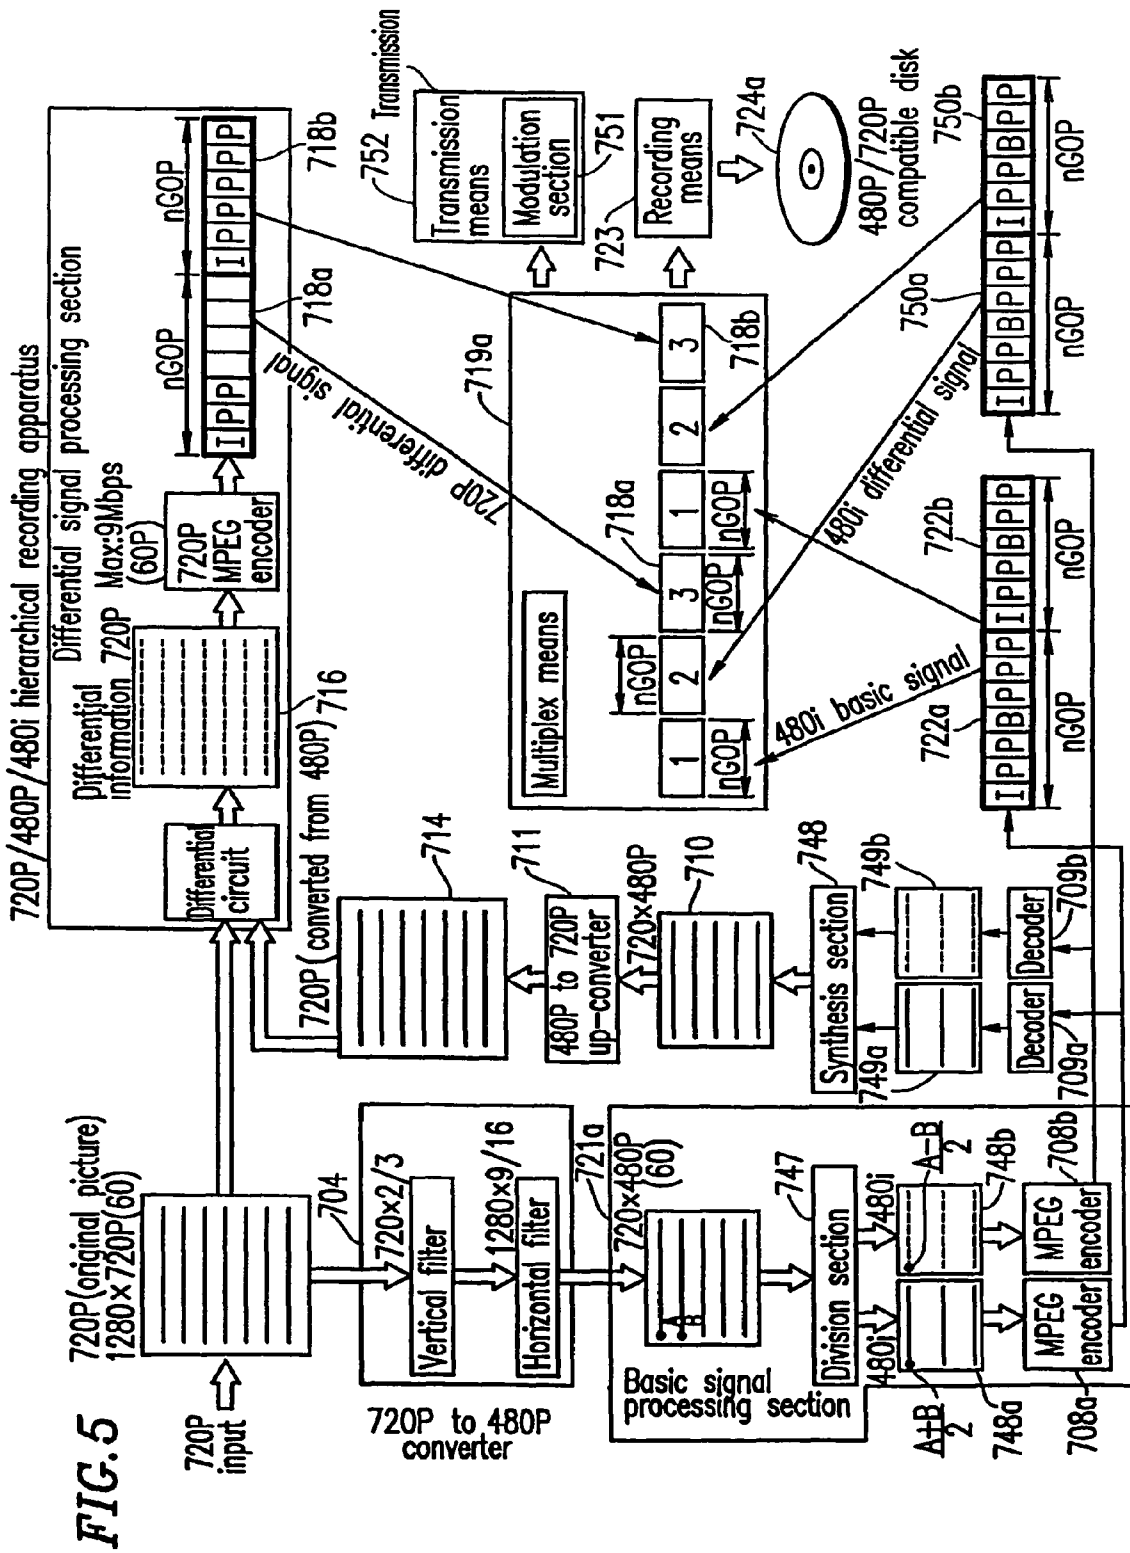 FIG.5
720P/480P/480i hierarchical recording apparatus
720P
input
720P(original picture)
1280×720P(60)
Differential signal processing section
Differential
circuit
Differential
information
720P
716
Max:9Mbps
(60P)
720P
MPEG
encoder
nGOP
nGOP
I P P
I P P P P P
718a
718b
720P to 480P
converter
704
720×2/3
Vertical filter
1280×9/16
Horizontal filter
720P(converted from 480P)
714
711
480P to 720P
up-converter
720×480P
710
720P differential
signal
752
Transmission
Transmission
means
Modulation
section
751
723
Recording
means
724a
480P/720P
compatible disk
719a
Multiplex means
1
2
3
1
2
3
nGOP
nGOP
nGOP
nGOP
718a
718b
Basic signal
processing section
721a
720×480P
(60)
A
B
747
Division section
480i
480i
A+B
2
A-B
2
748a
748b
MPEG
encoder
MPEG
encoder
708a
708b
748
Synthesis section
749a
749b
Decoder
Decoder
709a
709b
480i basic signal
480i differential signal
722a
722b
I P P B P P P
I P P B P P
nGOP
nGOP
750a
750b
I P P B P P P
I P P P B P P
nGOP
nGOP